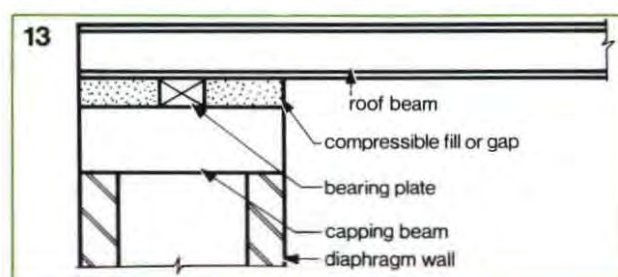 13
roof beam
compressible fill or gap
bearing plate
capping beam
diaphragm wall